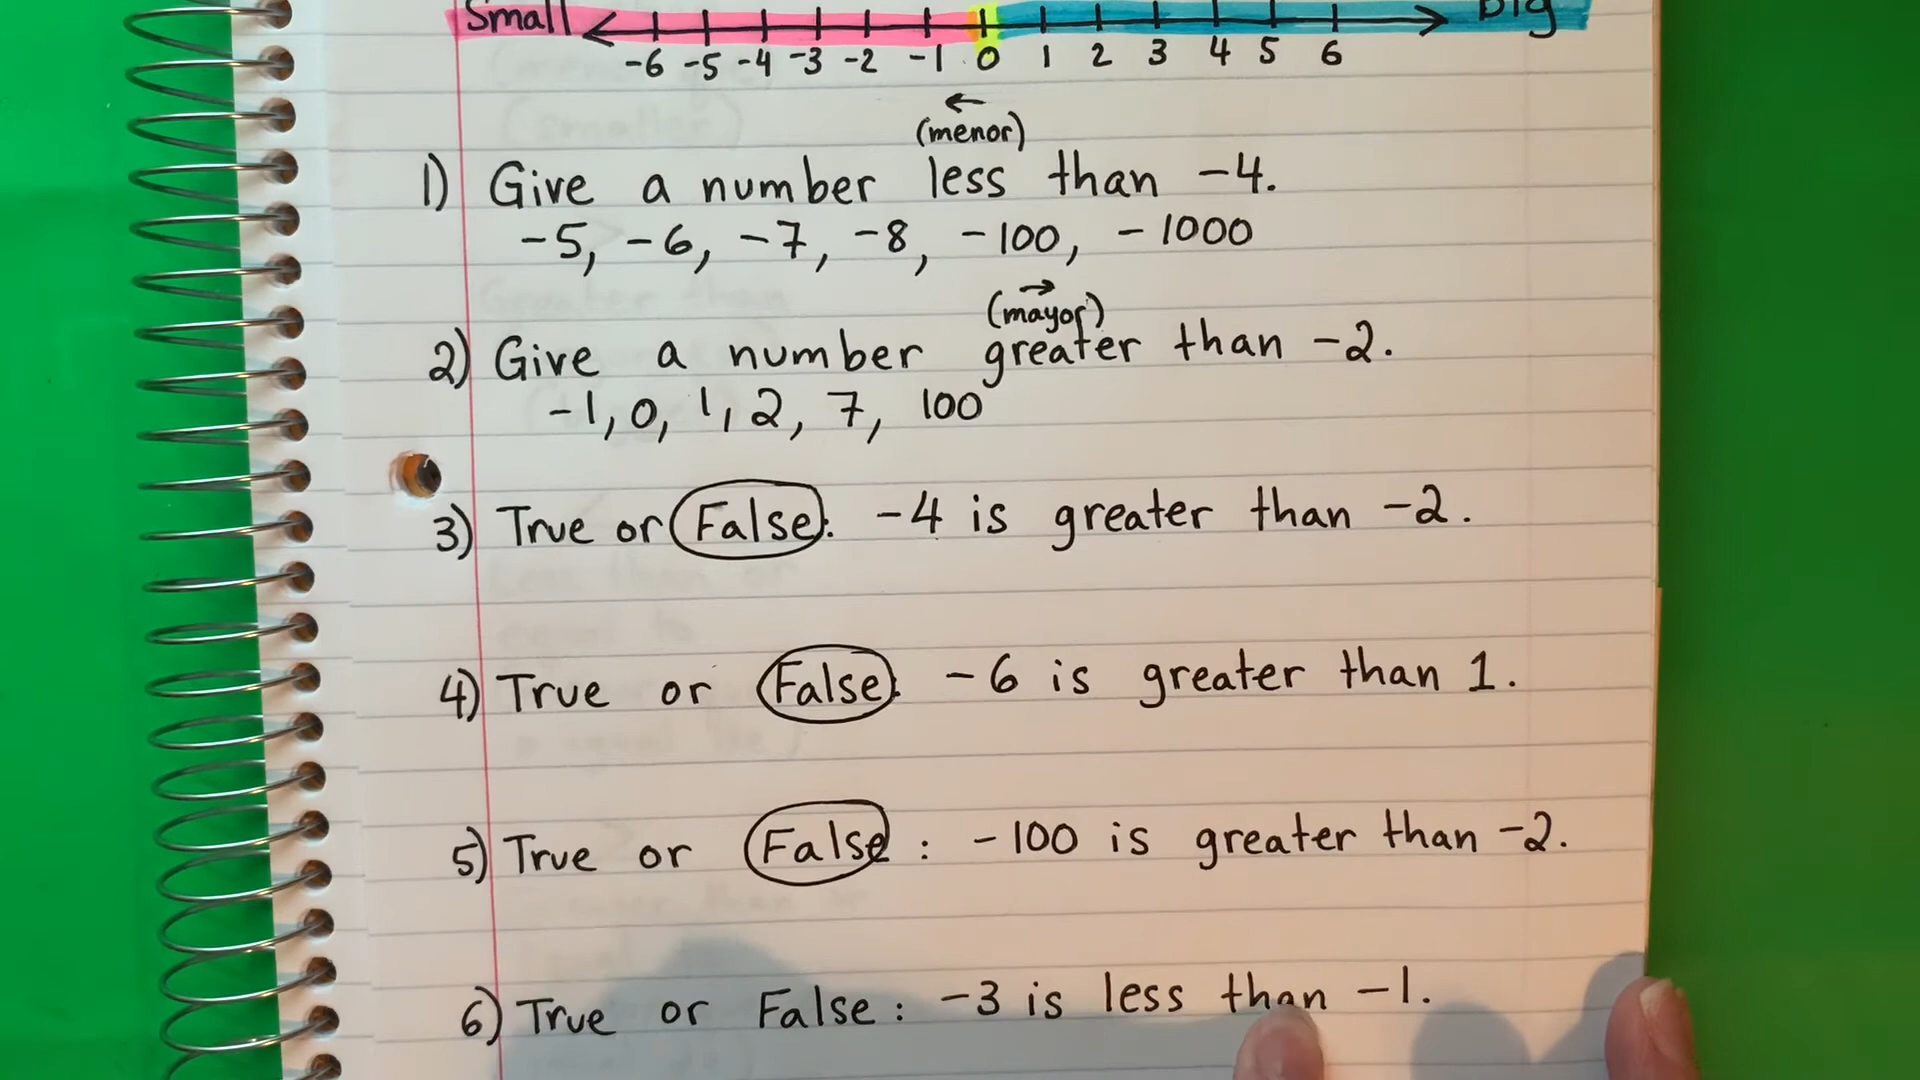 Small Big
-6 -5 -4 -3 -2 -1 0 1 2 3 4 5 6
←
(menor)
1) Give a number less than -4.
-5, -6, -7, -8, -100, -1000
→
(mayor)
2) Give a number greater than -2.
-1, 0, 1, 2, 7, 100
3) True or False: -4 is greater than -2.
4) True or False: -6 is greater than 1.
5) True or False: -100 is greater than -2.
6) True or False: -3 is less than -1.